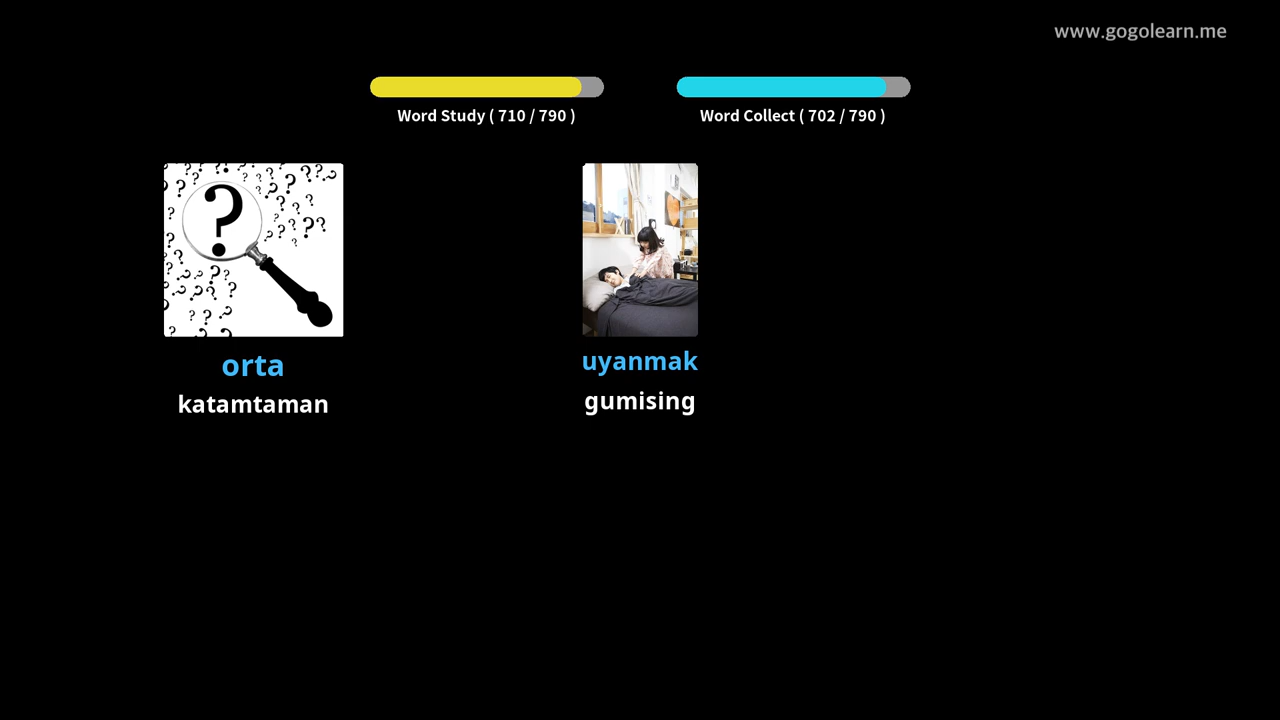 www.gogolearn.me
Word Study ( 710 / 790 )
Word Collect ( 702 / 790 )
orta
katamtaman
uyanmak
gumising